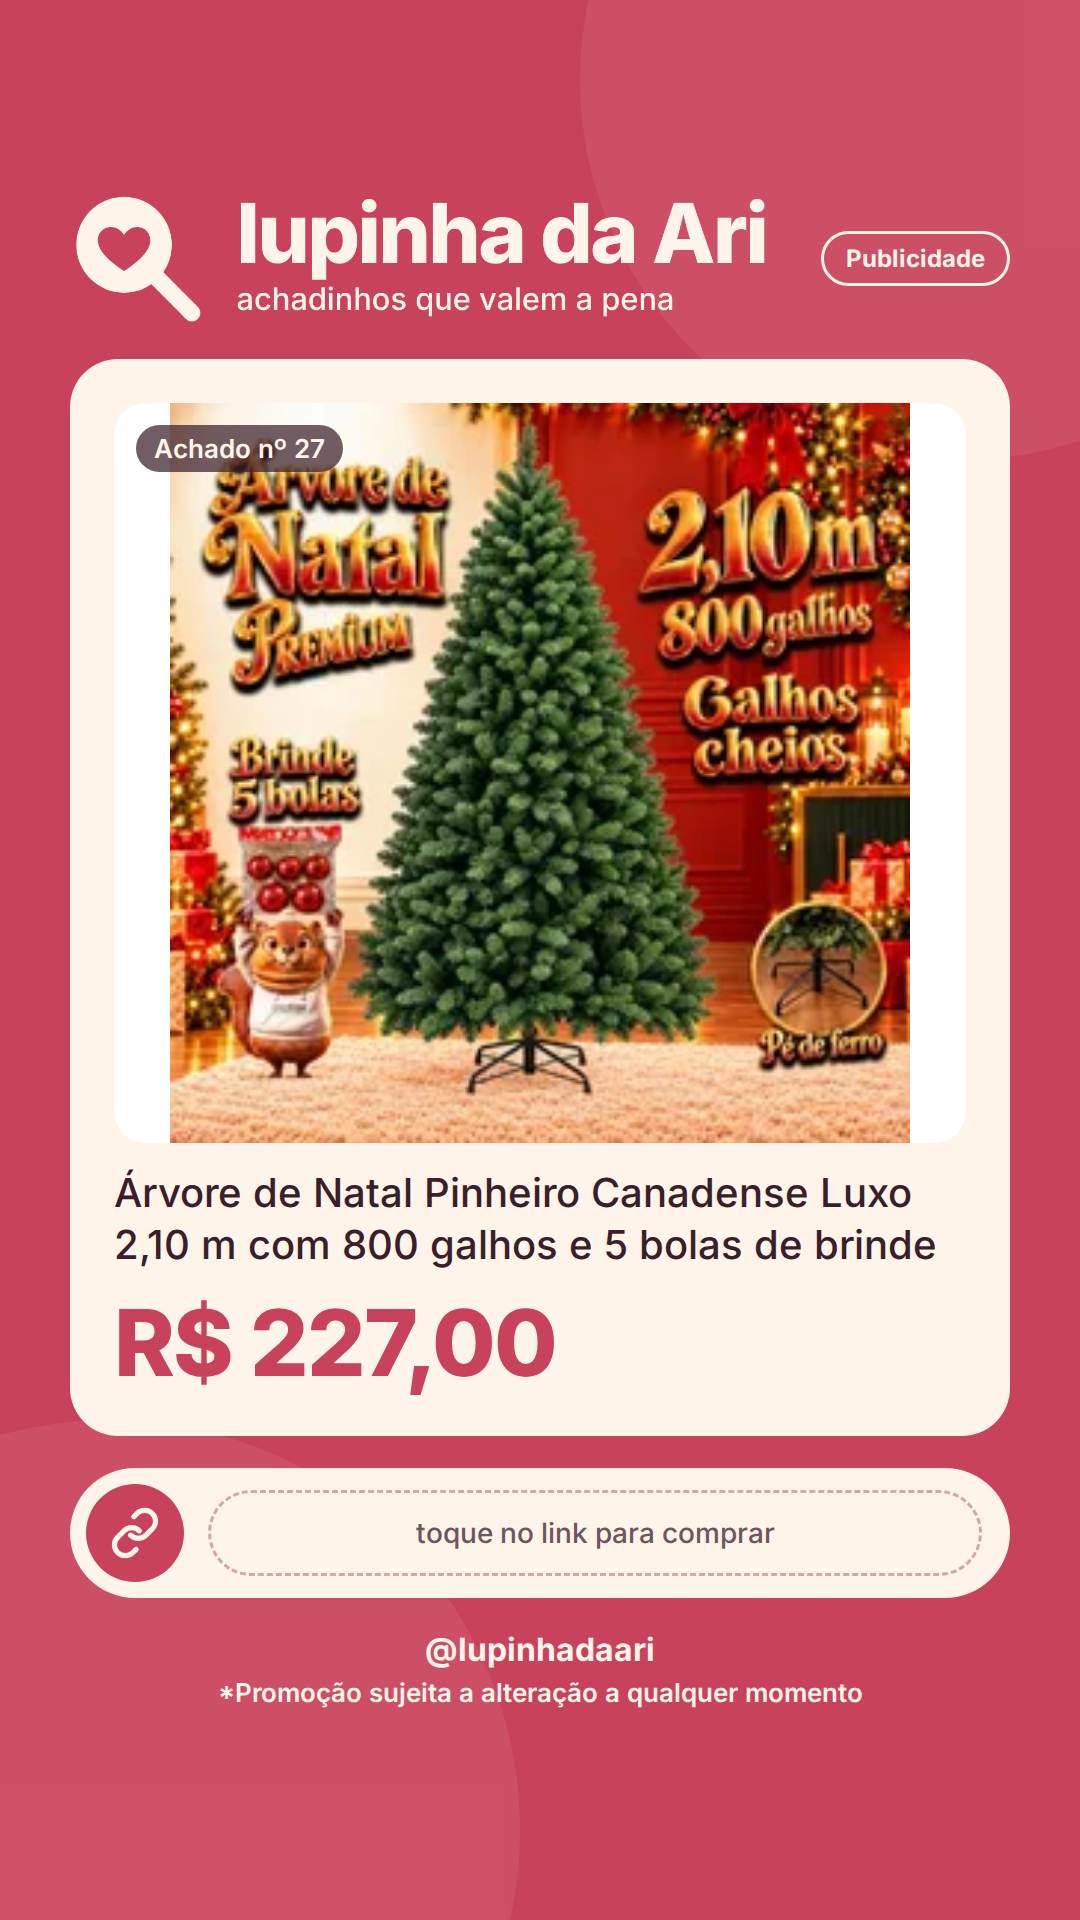 lupinha da Ari
achadinhos que valem a pena
Publicidade
Achado nº 27
Árvore de
Natal
Premium
2,10m
800 galhos
Galhos
cheios
Brinde
5 bolas
Pé de ferro
Árvore de Natal Pinheiro Canadense Luxo
2,10 m com 800 galhos e 5 bolas de brinde
R$ 227,00
toque no link para comprar
@lupinhadaari
*Promoção sujeita a alteração a qualquer momento